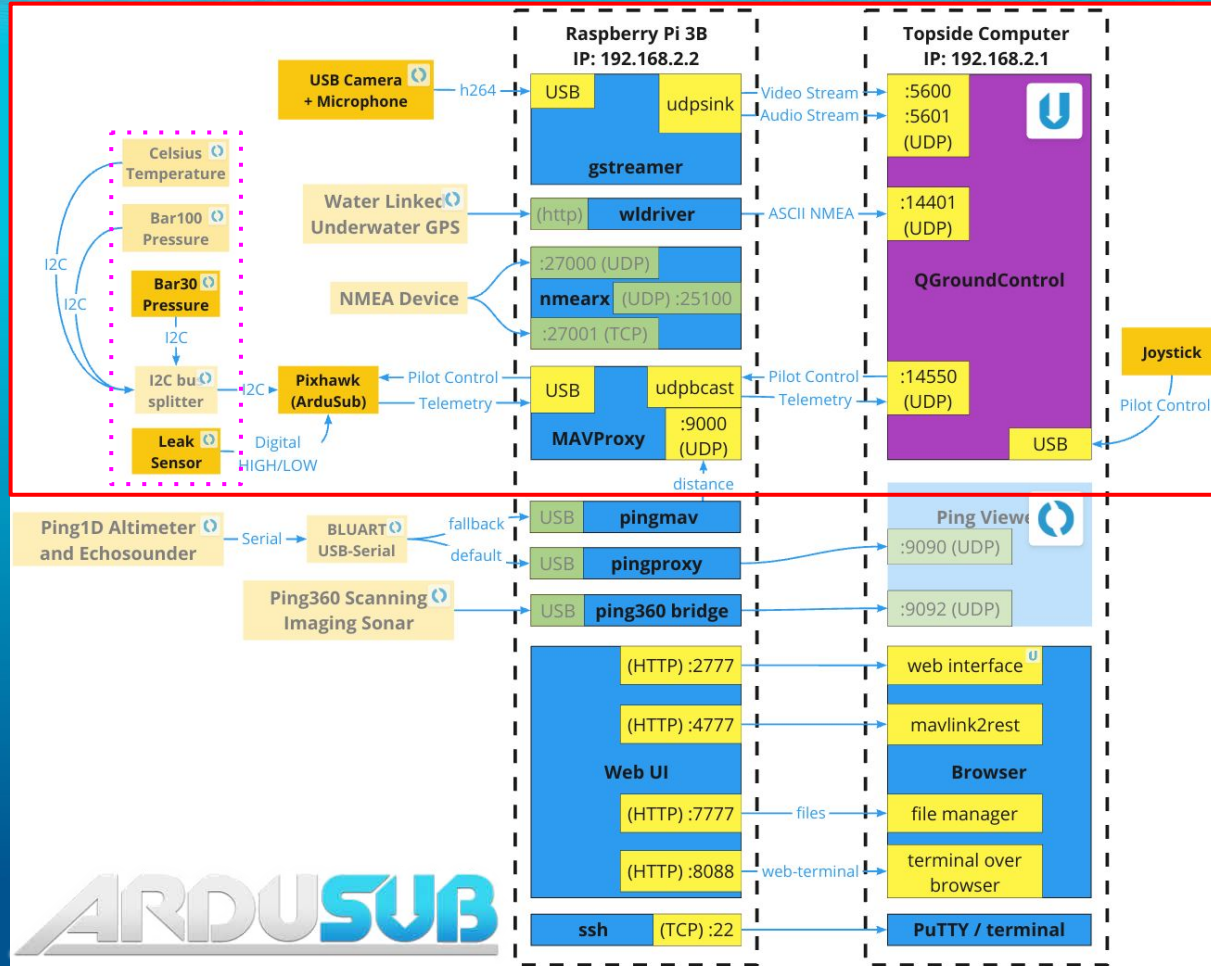 Raspberry Pi 3B
IP: 192.168.2.2
Topside Computer
IP: 192.168.2.1
USB Camera
+ Microphone
h264
USB
udpsink
gstreamer
Video Stream
Audio Stream
:5600
:5601
(UDP)
Celsius
Temperature
Bar100
Pressure
Bar30
Pressure
I2C
I2C
I2C
I2C bus
splitter
I2C
Leak
Sensor
Digital
HIGH/LOW
Water Linked
Underwater GPS
(http)
wldriver
ASCII NMEA
:14401
(UDP)
QGroundControl
NMEA Device
:27000 (UDP)
nmearx
(UDP) :25100
:27001 (TCP)
Pixhawk
(ArduSub)
Pilot Control
Telemetry
USB
udpbcast
MAVProxy
:9000
(UDP)
Pilot Control
Telemetry
:14550
(UDP)
USB
Joystick
Pilot Control
distance
Ping1D Altimeter
and Echosounder
Serial
BLUART
USB-Serial
fallback
default
USB
pingmav
USB
pingproxy
Ping Viewe
:9090 (UDP)
:9092 (UDP)
Ping360 Scanning
Imaging Sonar
USB
ping360 bridge
(HTTP) :2777
web interface
(HTTP) :4777
mavlink2rest
Web UI
Browser
(HTTP) :7777
files
file manager
(HTTP) :8088
web-terminal
terminal over
browser
ssh
(TCP) :22
PuTTY / terminal
ARDUSUB